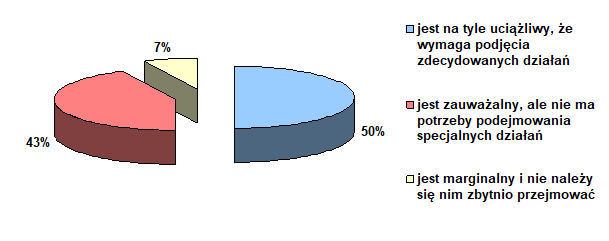 7%
50%
43%
jest na tyle uciążliwy, że
wymaga podjęcia
zdecydowanych działań
jest zauważalny, ale nie ma
potrzeby podejmowania
specjalnych działań
jest marginalny i nie należy
się nim zbytnio przejmować